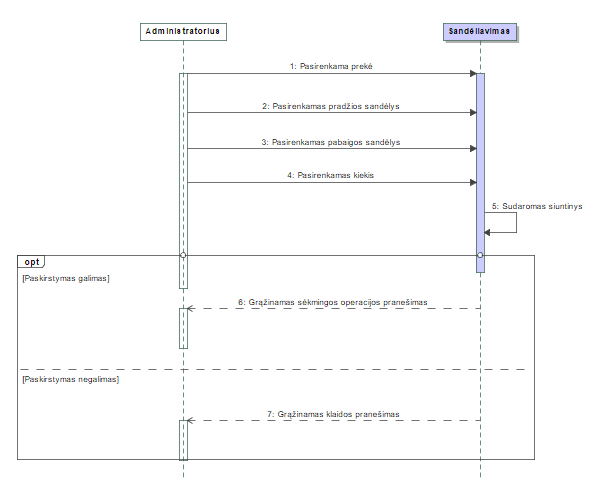 Administratorius
Sandėliavimas
1: Pasirenkama prekė
2: Pasirenkamas pradžios sandėlys
3: Pasirenkamas pabaigos sandėlys
4: Pasirenkamas kiekis
5: Sudaromas siuntinys
opt
[Paskirstymas galimas]
6: Grąžinamas sėkmingos operacijos pranešimas
[Paskirstymas negalimas]
7: Grąžinamas klaidos pranešimas